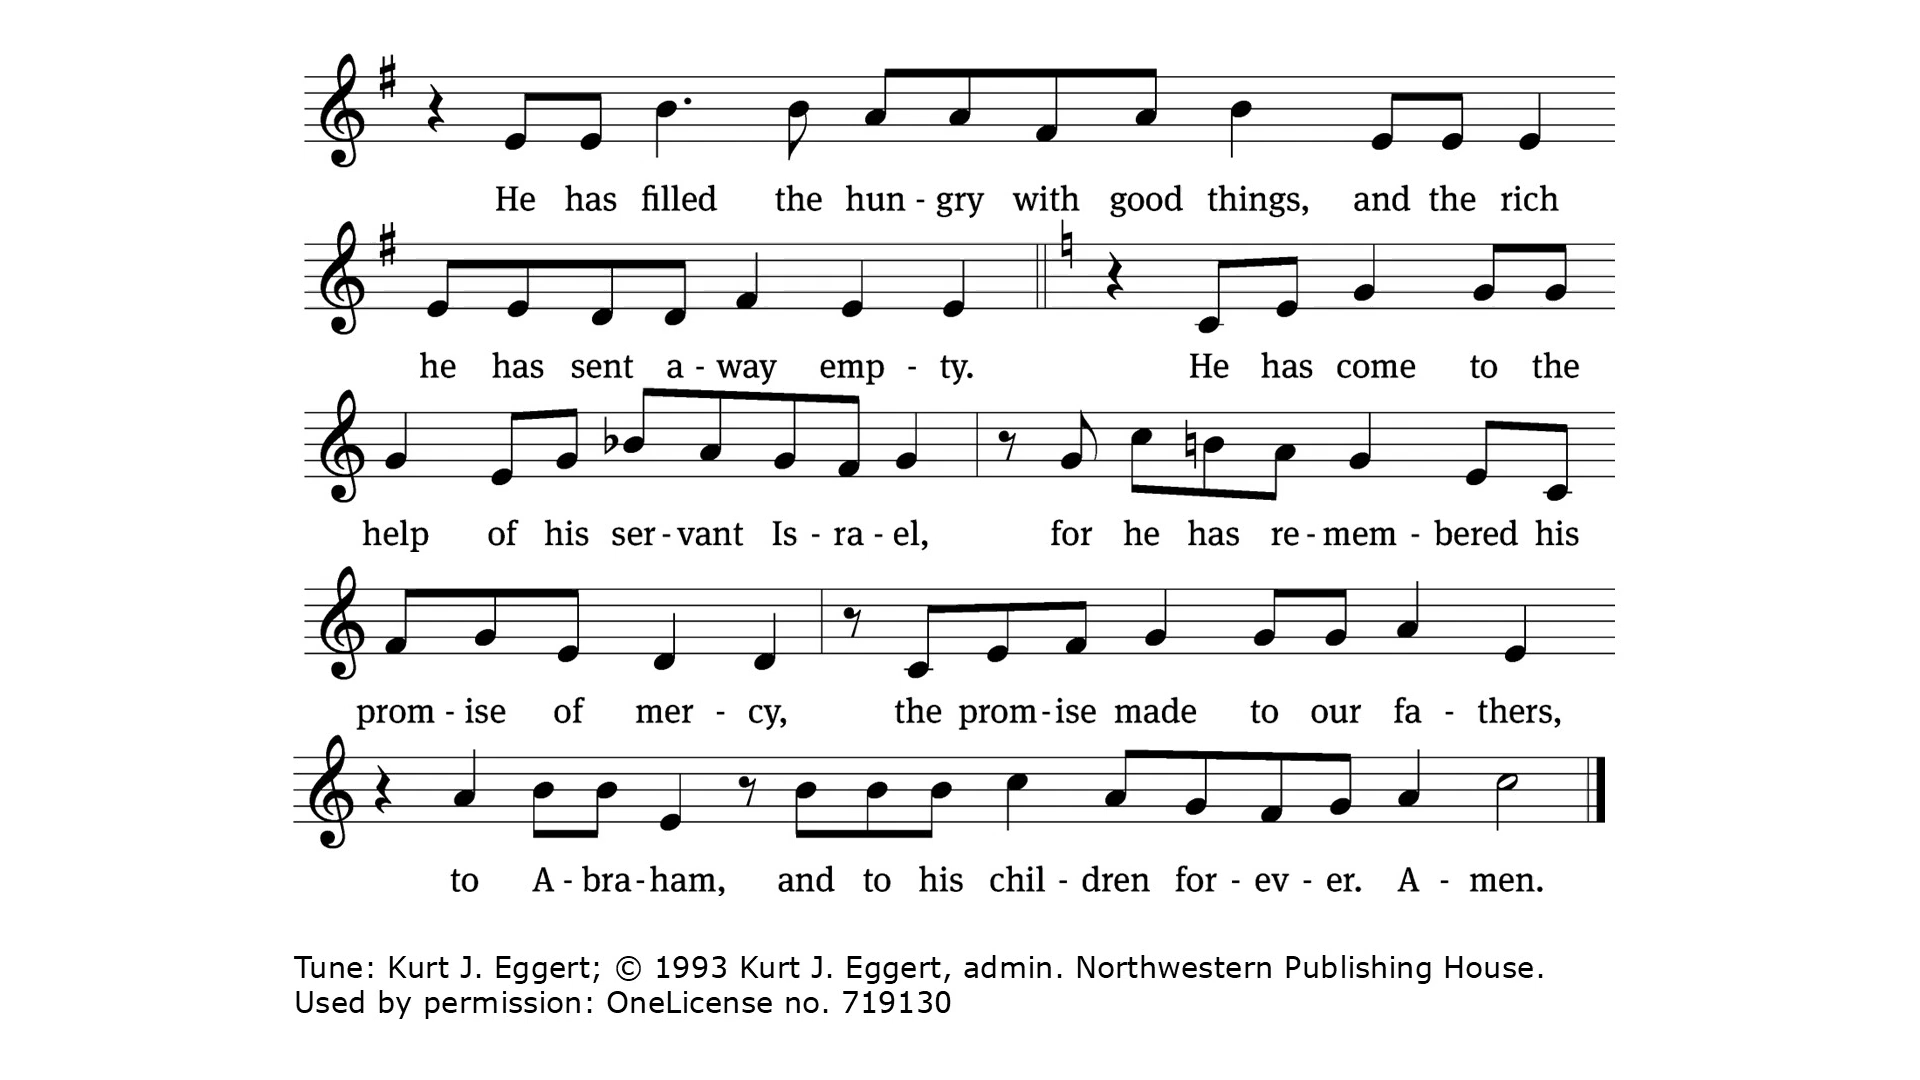 He has filled the hun - gry with good things, and the rich
he has sent a - way emp - ty. He has come to the
help of his ser - vant Is - ra - el, for he has re - mem - bered his
prom - ise of mer - cy, the prom - ise made to our fa - thers,
to A - bra - ham, and to his chil - dren for - ev - er. A - men.
Tune: Kurt J. Eggert; © 1993 Kurt J. Eggert, admin. Northwestern Publishing House.
Used by permission: OneLicense no. 719130